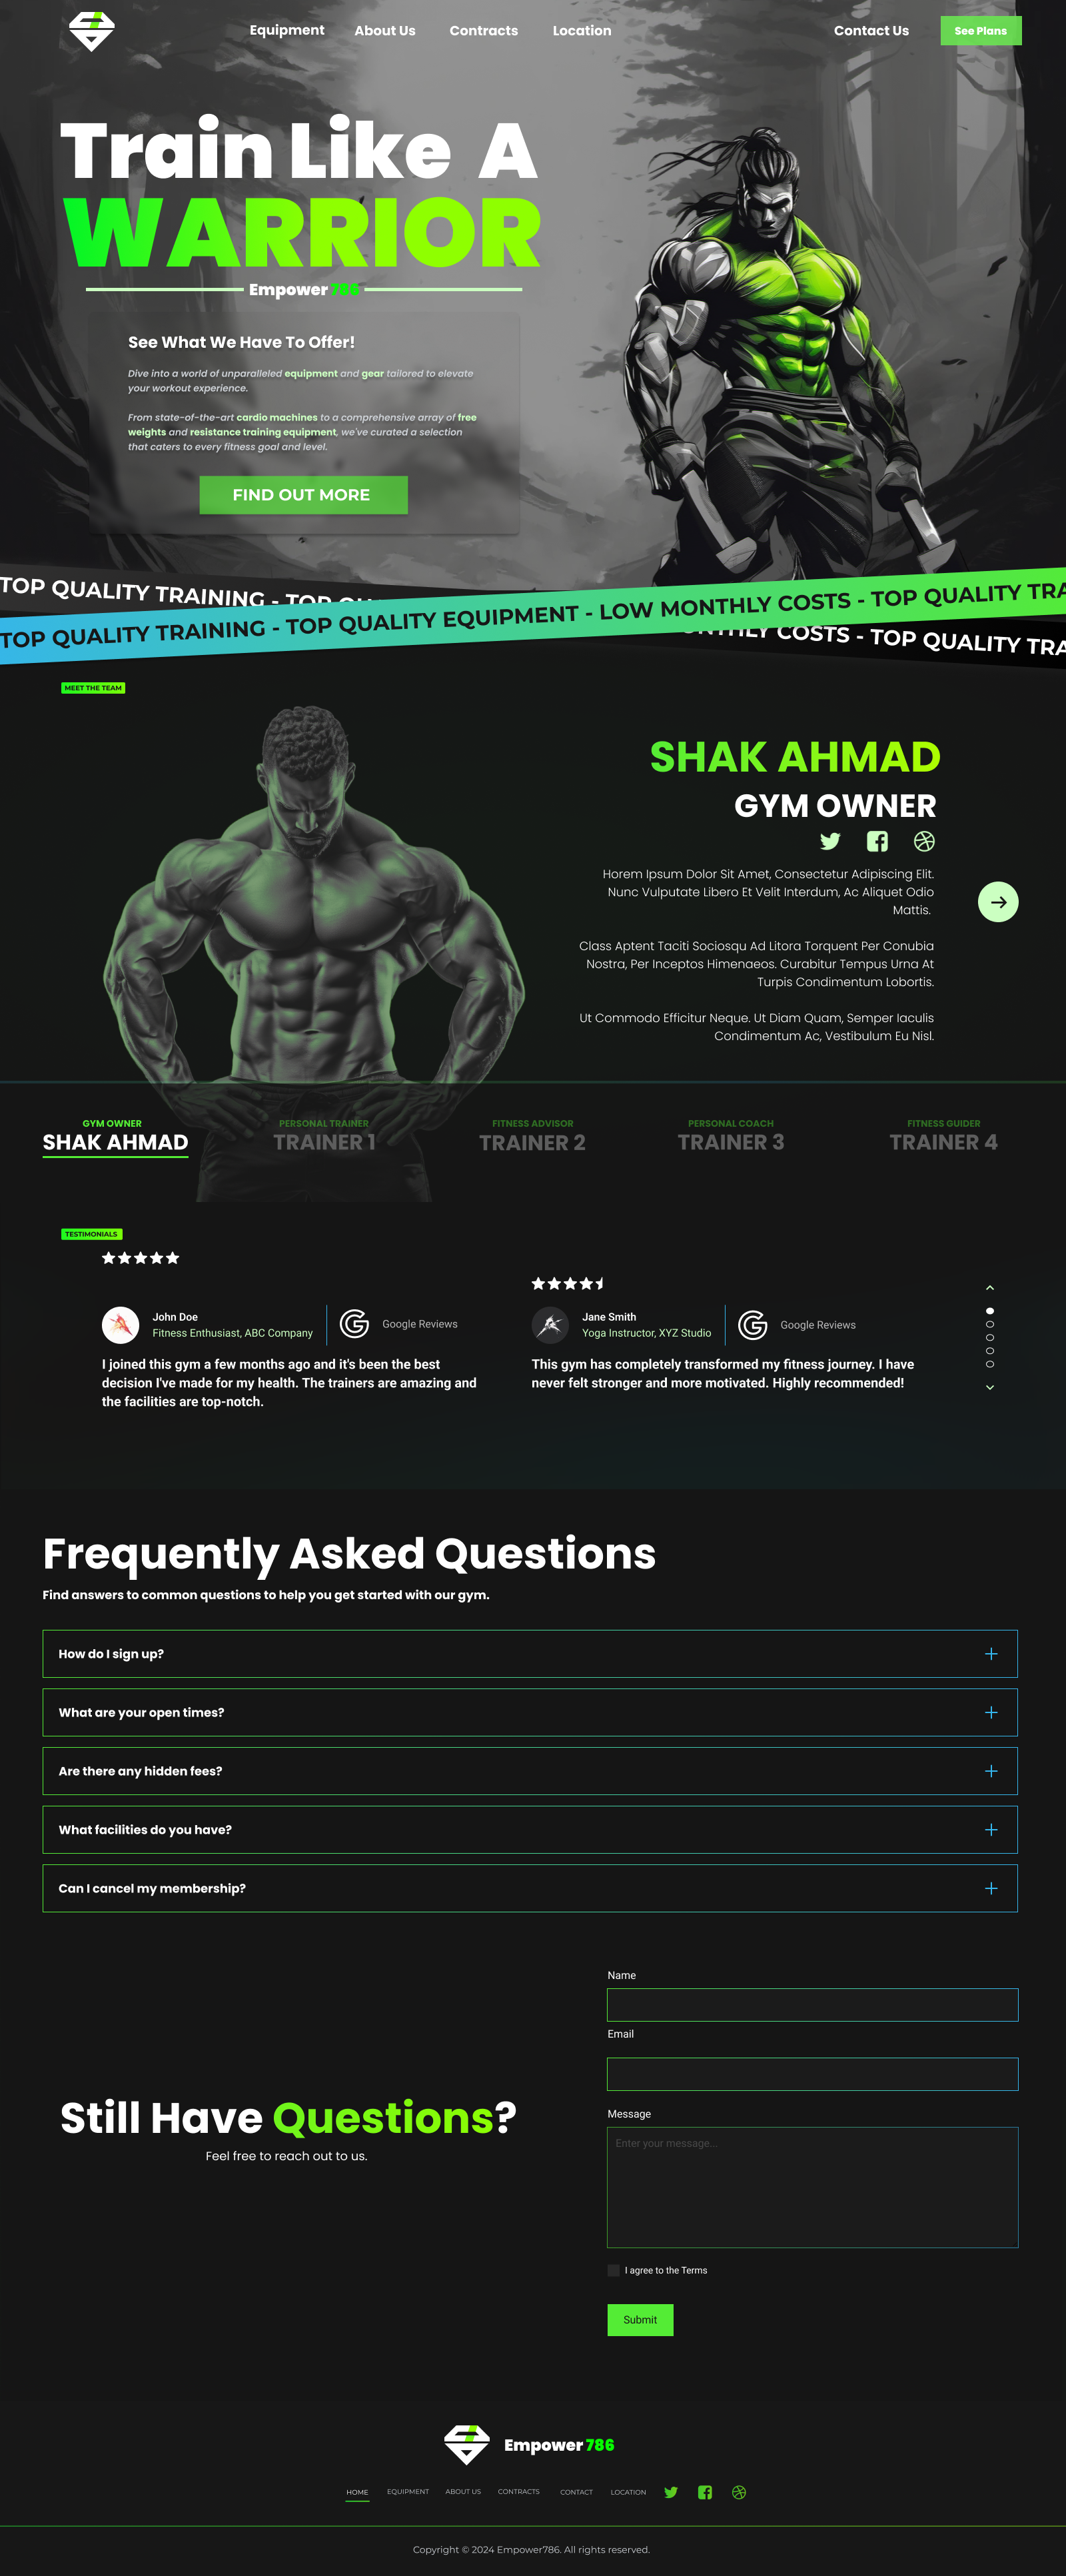 Equipment
About Us
Contracts
Location
Contact Us
See Plans
Train Like A
WARRIOR
Empower 786
See What We Have To Offer!
Dive into a world of unparalleled equipment and gear tailored to elevate
your workout experience.
From state-of-the-art cardio machines to a comprehensive array of free
weights and resistance training equipment, we've curated a selection
that caters to every fitness goal and level.
FIND OUT MORE
TOP QUALITY TRAINING - TOP
TOP QUALITY TRAINING - TOP QUALITY EQUIPMENT - LOW MONTHLY COSTS - TOP QUALITY TRA
COSTS - TOP QUALITY TRA
MEET THE TEAM
SHAK AHMAD
GYM OWNER
Horem Ipsum Dolor Sit Amet, Consectetur Adipiscing Elit.
Nunc Vulputate Libero Et Velit Interdum, Ac Aliquet Odio
Mattis.
Class Aptent Taciti Sociosqu Ad Litora Torquent Per Conubia
Nostra, Per Inceptos Himenaeos. Curabitur Tempus Urna At
Turpis Condimentum Lobortis.
Ut Commodo Efficitur Neque. Ut Diam Quam, Semper Iaculis
Condimentum Ac, Vestibulum Eu Nisl.
GYM OWNER
SHAK AHMAD
PERSONAL TRAINER
TRAINER 1
FITNESS ADVISOR
TRAINER 2
PERSONAL COACH
TRAINER 3
FITNESS GUIDER
TRAINER 4
TESTIMONIALS
John Doe
Fitness Enthusiast, ABC Company
Google Reviews
I joined this gym a few months ago and it's been the best
decision I've made for my health. The trainers are amazing and
the facilities are top-notch.
Jane Smith
Yoga Instructor, XYZ Studio
Google Reviews
This gym has completely transformed my fitness journey. I have
never felt stronger and more motivated. Highly recommended!
Frequently Asked Questions
Find answers to common questions to help you get started with our gym.
How do I sign up?
What are your open times?
Are there any hidden fees?
What facilities do you have?
Can I cancel my membership?
Still Have Questions?
Feel free to reach out to us.
Name
Email
Message
Enter your message...
I agree to the Terms
Submit
Empower 786
HOME
EQUIPMENT
ABOUT US
CONTRACTS
CONTACT
LOCATION
Copyright © 2024 Empower786. All rights reserved.